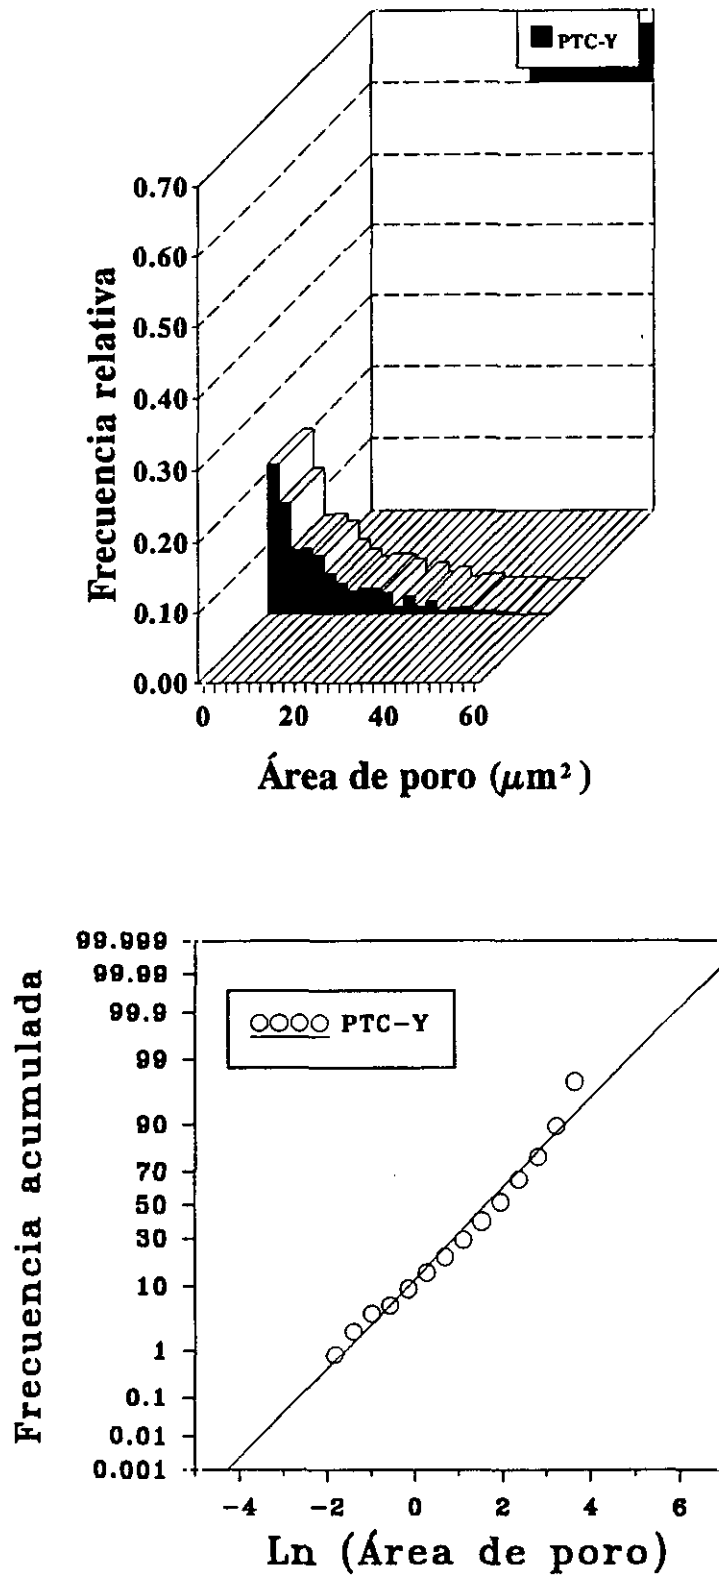 PTC-Y
0.70
0.60
0.50
0.40
0.30
0.20
0.10
0.00
Frecuencia relativa
0 20 40 60
Área de poro (μm²)
99.999
99.99
99.9
99
90
70
50
30
10
1
0.1
0.01
0.001
Frecuencia acumulada
PTC-Y
-4 -2 0 2 4 6
Ln (Área de poro)